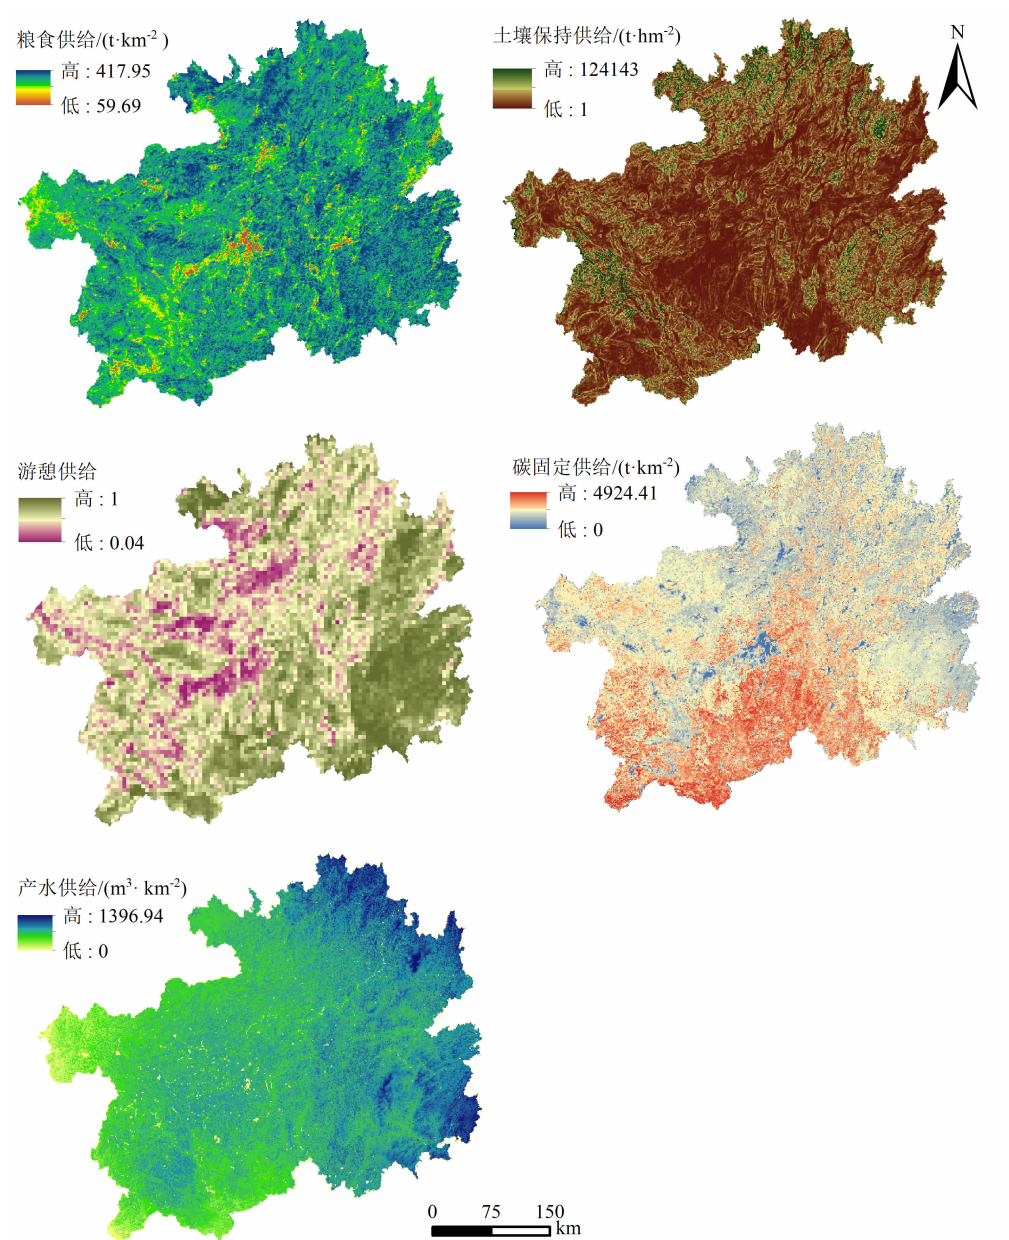 粮食供给/(t·km-2 )
高 : 417.95
低 : 59.69
土壤保持供给/(t·hm-2)
高 : 124143
低 : 1
N
游憩供给
高 : 1
低 : 0.04
碳固定供给/(t·km-2)
高 : 4924.41
低 : 0
产水供给/(m3· km-2)
高 : 1396.94
低 : 0
0 75 150
km